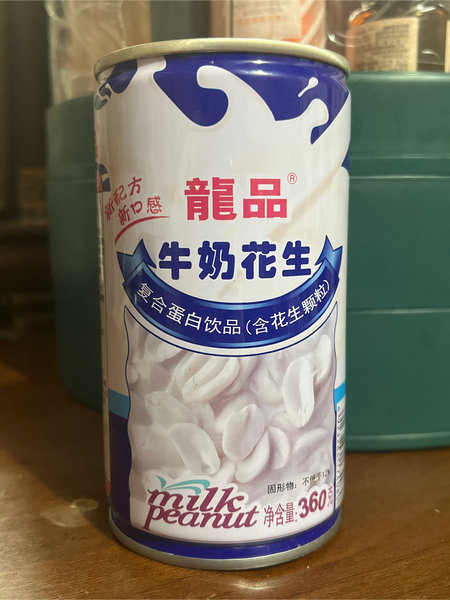 龍品®
新配方
新口感
牛奶花生
复合蛋白饮品(含花生颗粒)
固形物:不低于12%
milk
peanut
净含量:360克